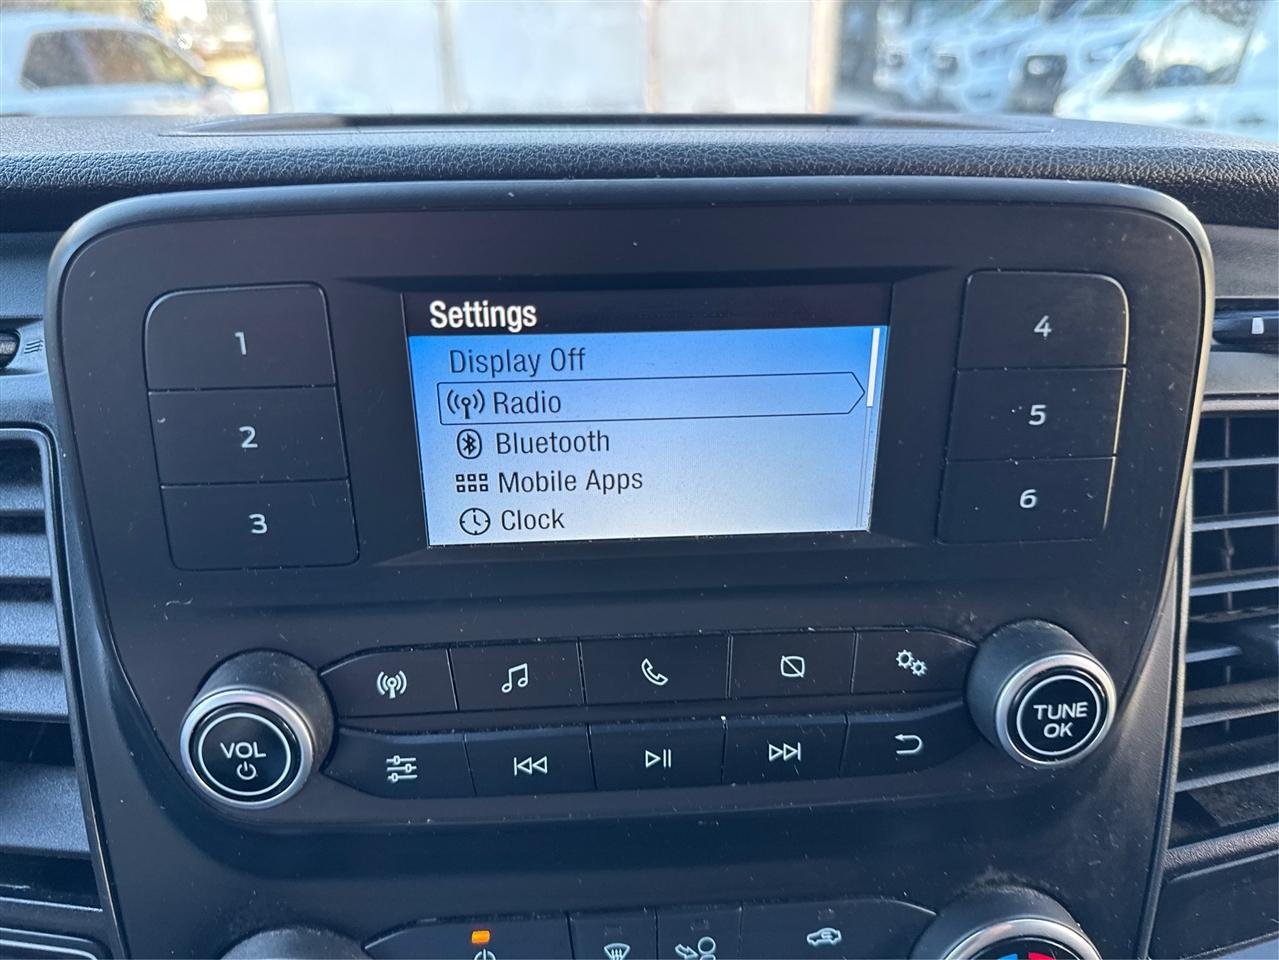 Settings
Display Off
Radio
Bluetooth
Mobile Apps
Clock
1
2
3
4
5
6
VOL
TUNE
OK